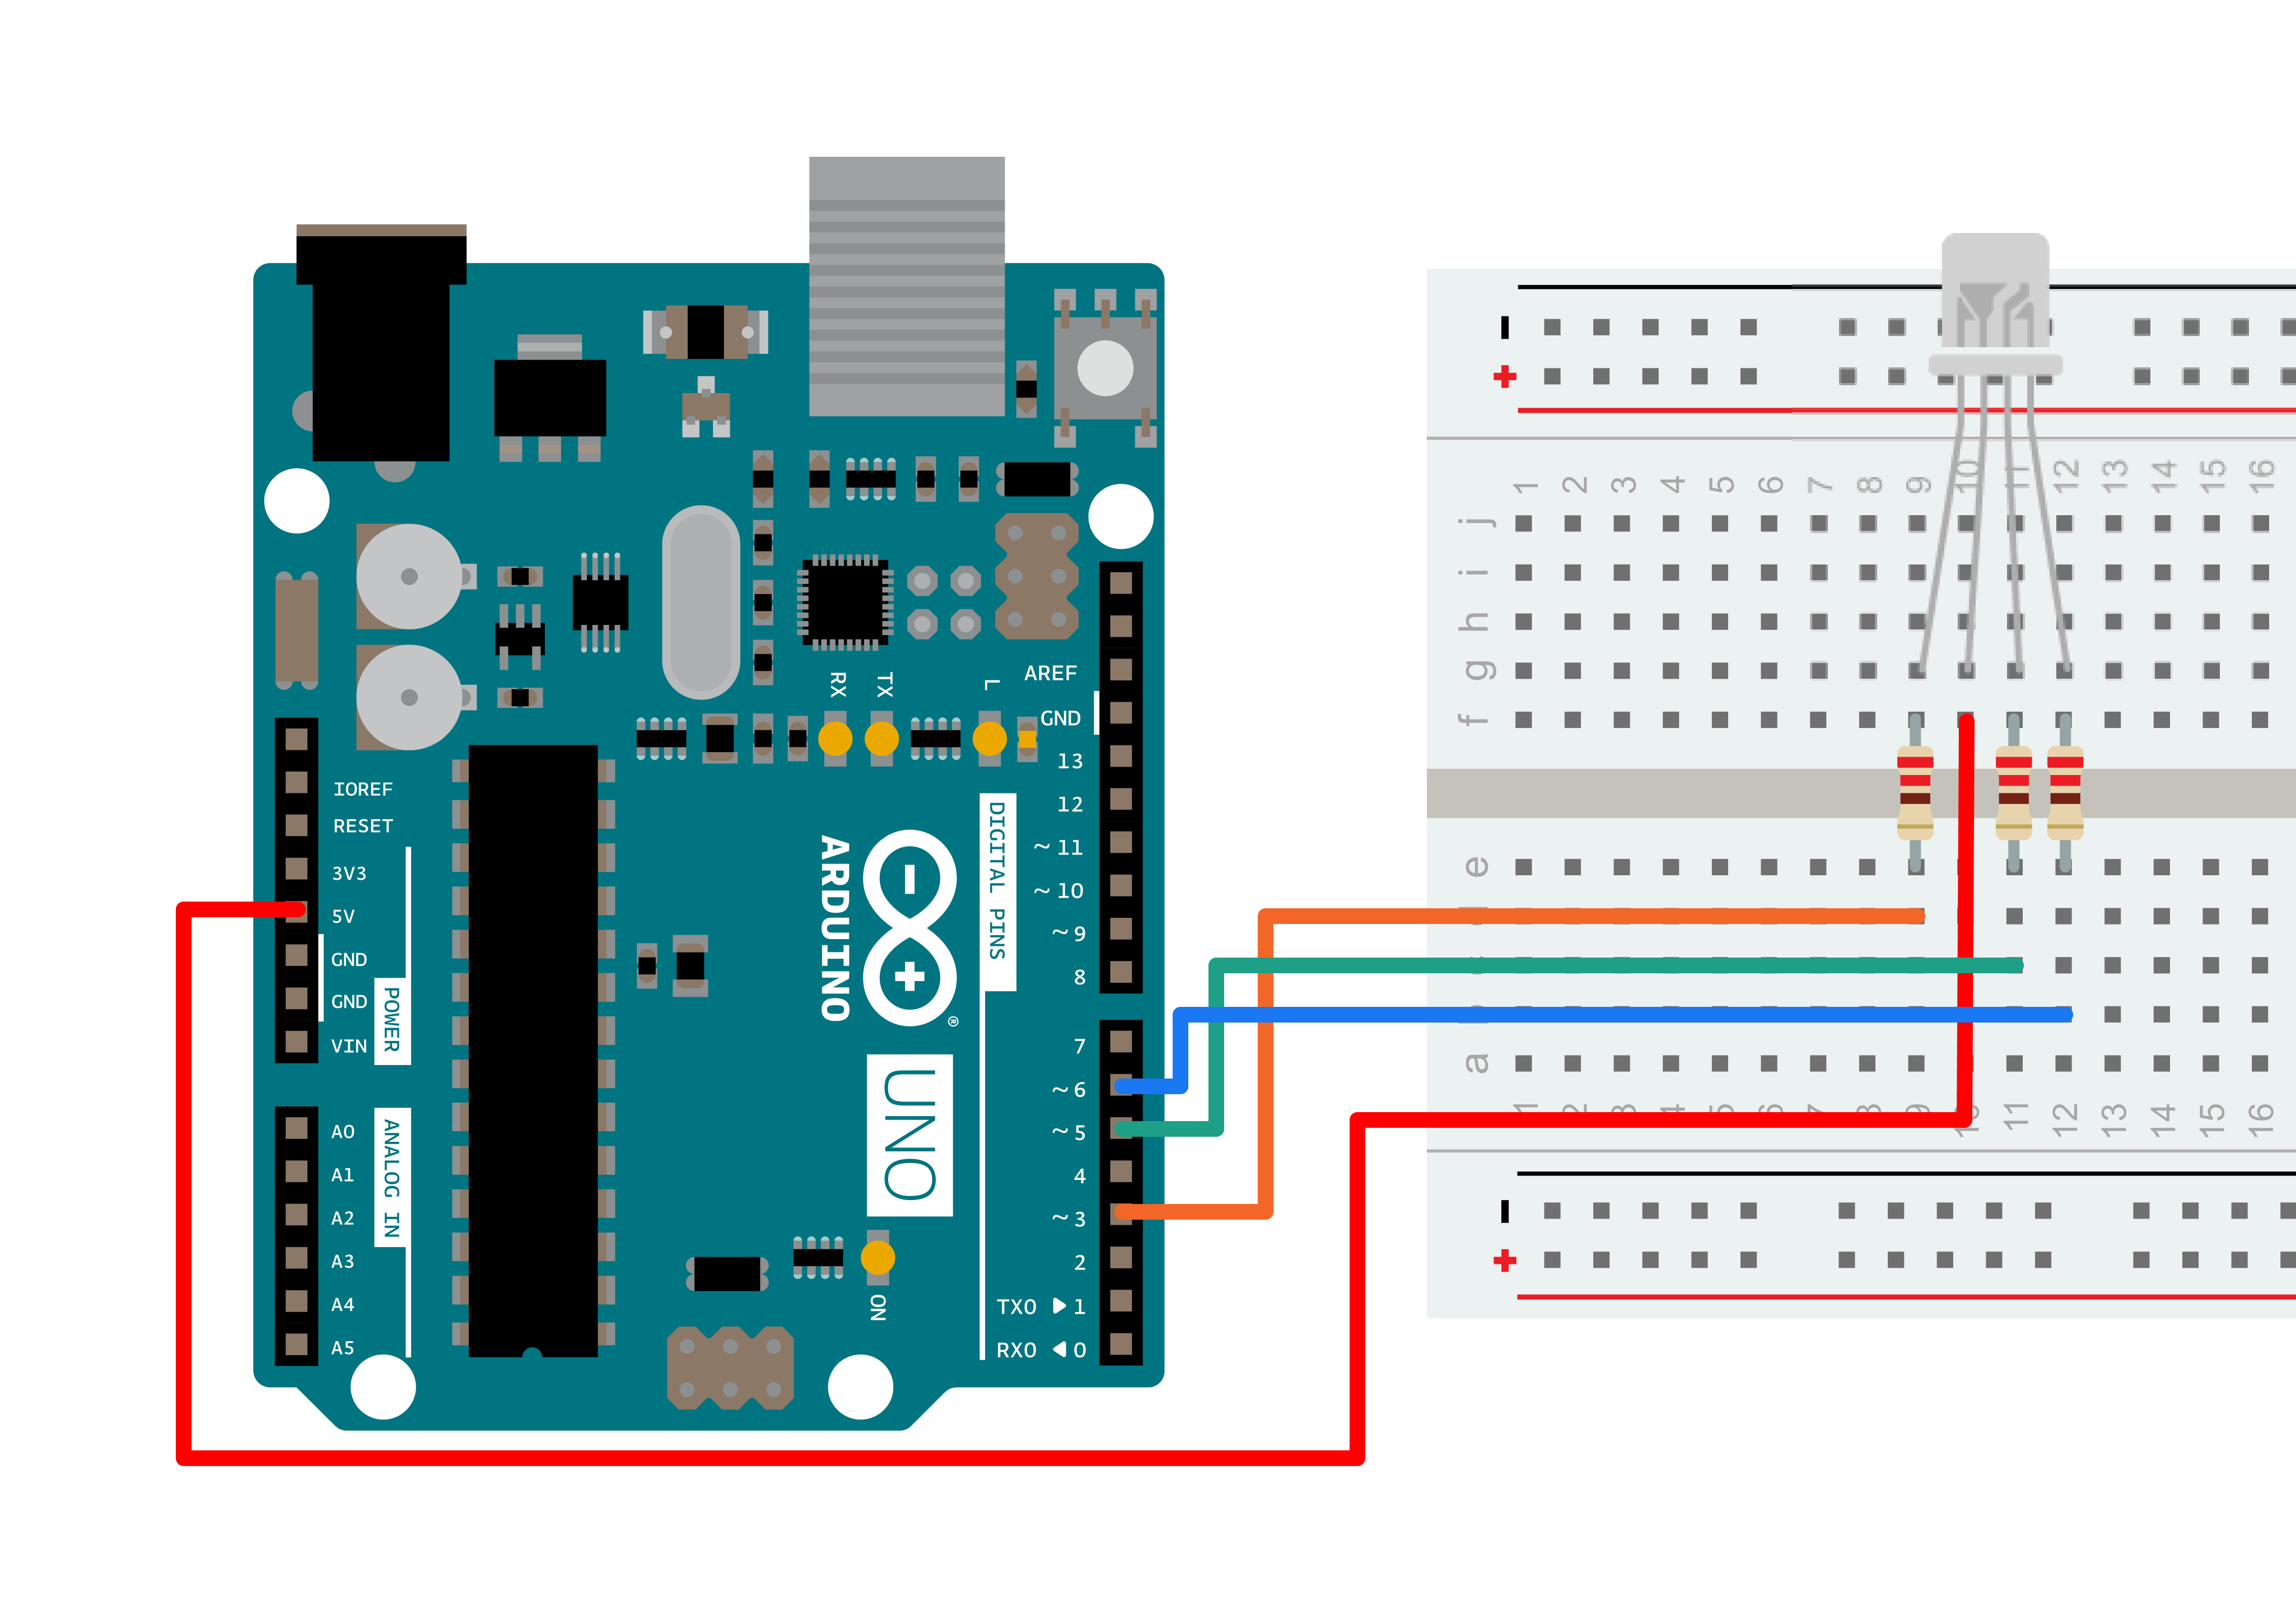 RX
TX
L
AREF
GND
13
12
~ 11
~ 10
~ 9
8
7
~ 6
~ 5
4
~ 3
2
TX0 ▶ 1
RX0 ◀ 0
DIGITAL PINS
ARDUINO
®
UNO
ON
IOREF
RESET
3V3
5V
GND
GND
VIN
POWER
A0
A1
A2
A3
A4
A5
ANALOG IN
1 2 3 4 5 6 7 8 9 10 11 12 13 14 15 16
j
i
h
g
f
e
a
1 2 3 4 5 6 7 8 9 10 11 12 13 14 15 16